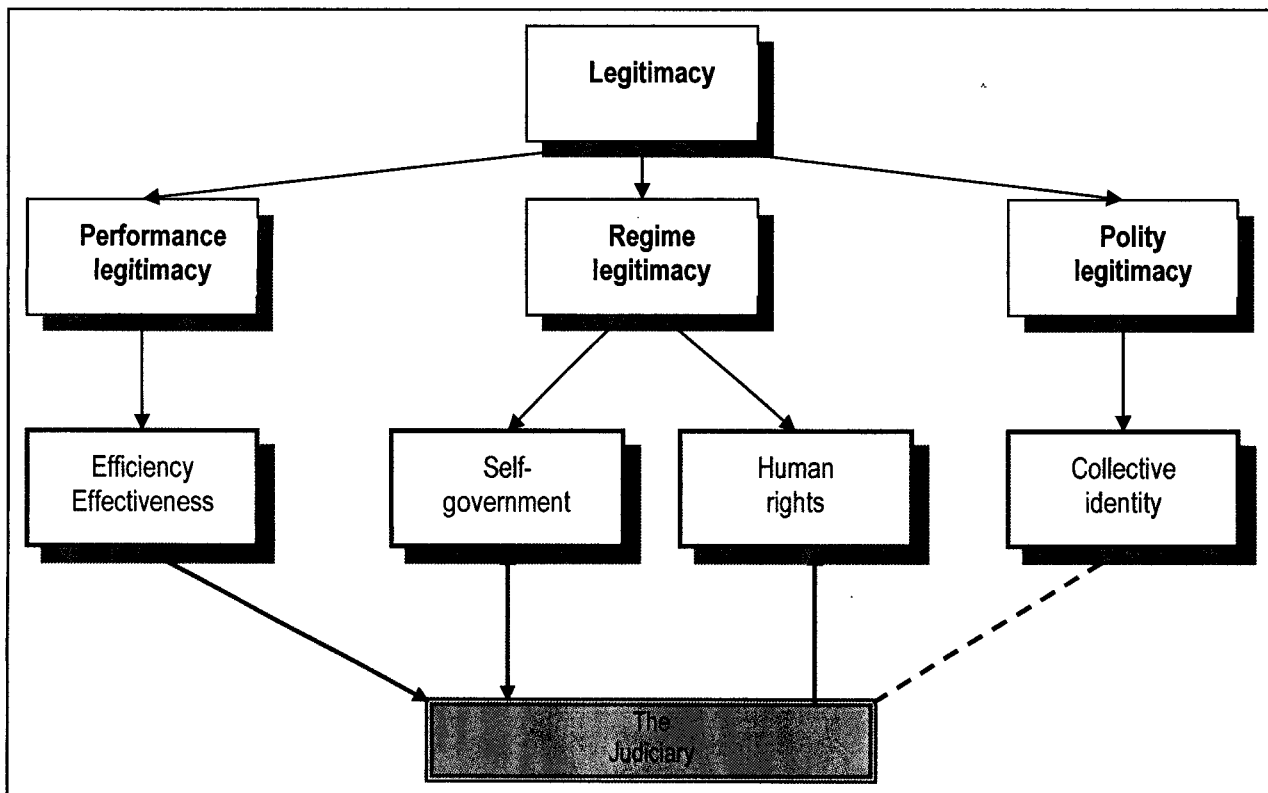 Legitimacy
Performance
legitimacy
Regime
legitimacy
Polity
legitimacy
Efficiency
Effectiveness
Self-
government
Human
rights
Collective
identity
The
Judiciary